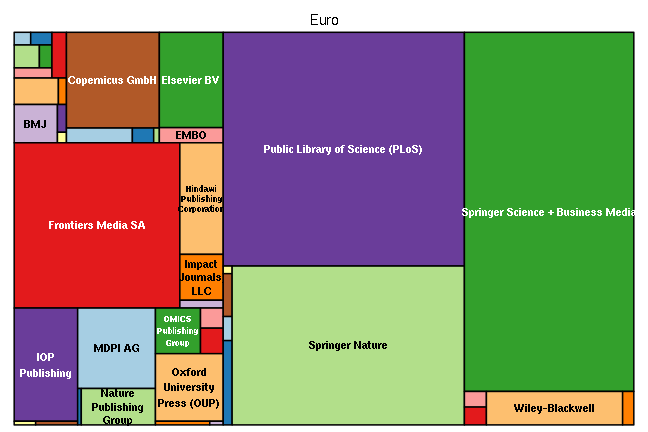 Euro
Copernicus GmbH
Elsevier BV
BMJ
EMBO
Public Library of Science (PLoS)
Springer Science + Business Media
Frontiers Media SA
Hindawi
Publishing
Corporation
Impact
Journals
LLC
IOP
Publishing
MDPI AG
OMICS
Publishing
Group
Nature
Publishing
Group
Oxford
University
Press (OUP)
Springer Nature
Wiley-Blackwell